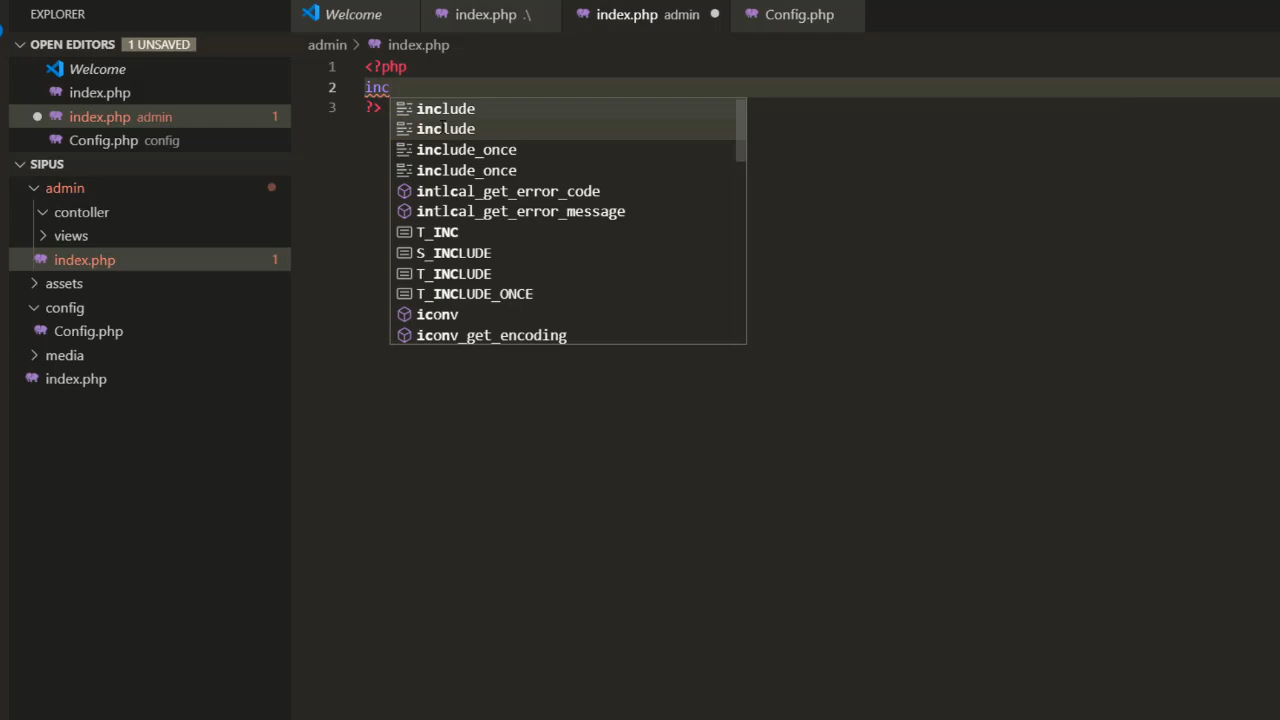 EXPLORER
OPEN EDITORS 1 UNSAVED
Welcome
index.php
index.php admin 1
Config.php config
SIPUS
admin
contoller
views
index.php 1
assets
config
Config.php
media
index.php
Welcome index.php .\ index.php admin Config.php
admin > index.php
1 <?php
2 inc
3 ?>
include
include
include_once
include_once
intlcal_get_error_code
intlcal_get_error_message
T_INC
S_INCLUDE
T_INCLUDE
T_INCLUDE_ONCE
iconv
iconv_get_encoding